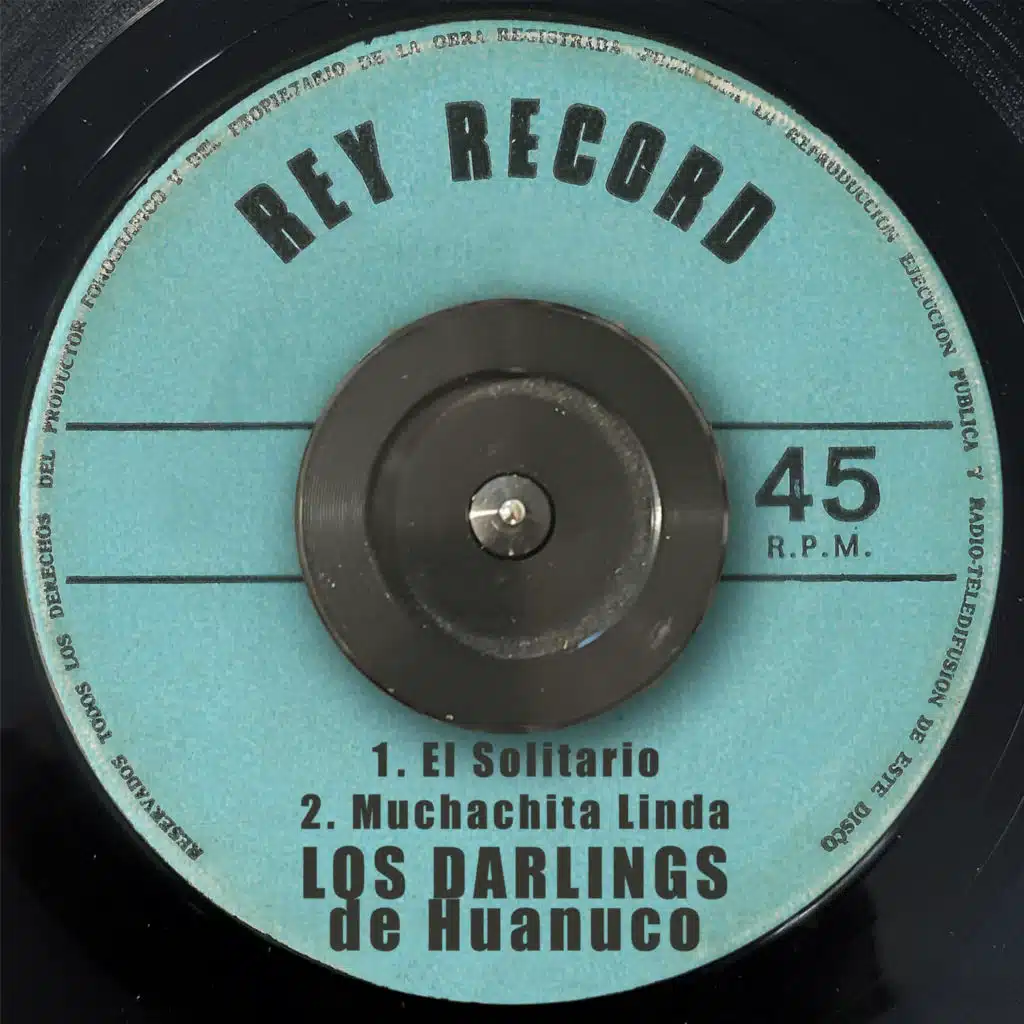 RESERVADOS TODOS LOS DERECHOS DEL PRODUCTOR FONOGRAFICO Y DEL PROPIETARIO DE LA OBRA REGISTRADA LA REPRODUCCION EJECUCION PUBLICA Y RADIO-TELEDIFUSION DE ESTE DISCO
REY RECORD
45
R.P.M.
1. El Solitario
2. Muchachita Linda
LOS DARLINGS
de Huanuco